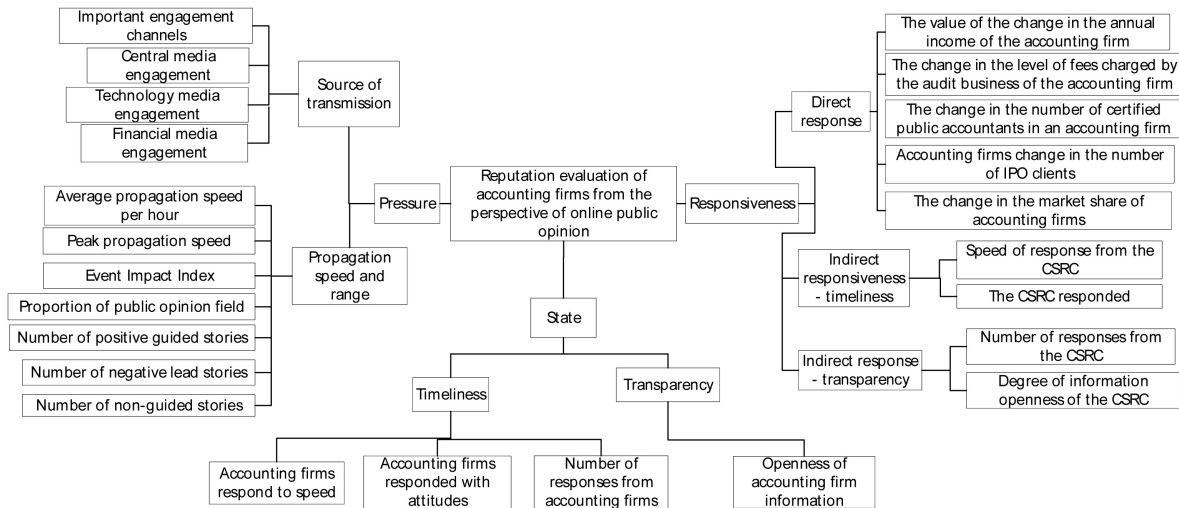 Important engagement
channels
Central media
engagement
Technology media
engagement
Financial media
engagement
Source of
transmission
Average propagation speed
per hour
Peak propagation speed
Event Impact Index
Proportion of public opinion field
Number of positive guided stories
Number of negative lead stories
Number of non-guided stories
Propagation
speed and
range
Pressure
Reputation evaluation of
accounting firms from the
perspective of online public
opinion
Responsiveness
State
Timeliness
Transparency
Accounting firms
respond to speed
Accounting firms
responded with
attitudes
Number of
responses from
accounting firms
Openness of
accounting firm
information
Direct
response
The value of the change in the annual
income of the accounting firm
The change in the level of fees charged by
the audit business of the accounting firm
The change in the number of certified
public accountants in an accounting firm
Accounting firms change in the number
of IPO clients
The change in the market share of
accounting firms
Indirect
responsiveness
- timeliness
Speed of response from the
CSRC
The CSRC responded
Indirect response
- transparency
Number of responses from
the CSRC
Degree of information
openness of the CSRC